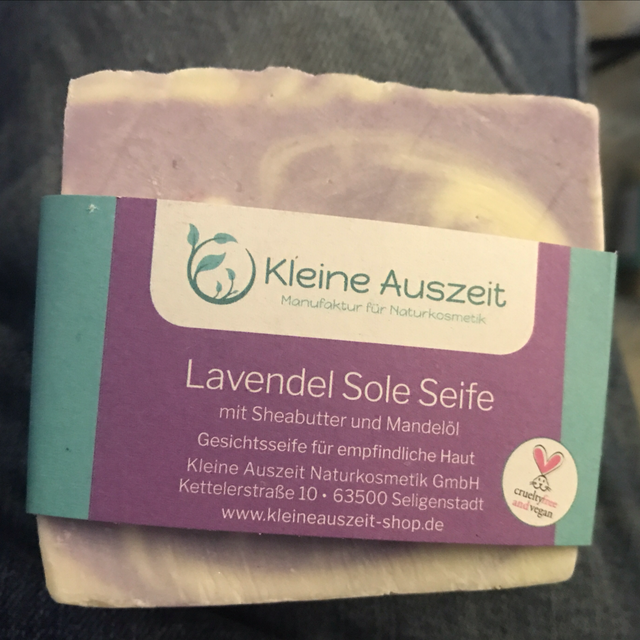 Kleine Auszeit
Manufaktur für Naturkosmetik
Lavendel Sole Seife
mit Sheabutter und Mandelöl
Gesichtsseife für empfindliche Haut
Kleine Auszeit Naturkosmetik GmbH
Kettelerstraße 10 • 63500 Seligenstadt
www.kleineauszeit-shop.de
crueltyfree
and vegan